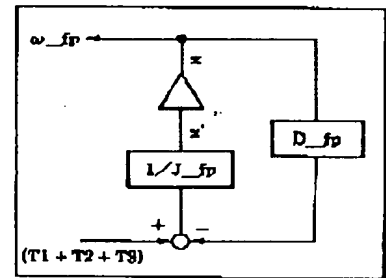 ω_fp
x
x'
1/J_fp
D_fp
+ −
(T1 + T2 + T3)